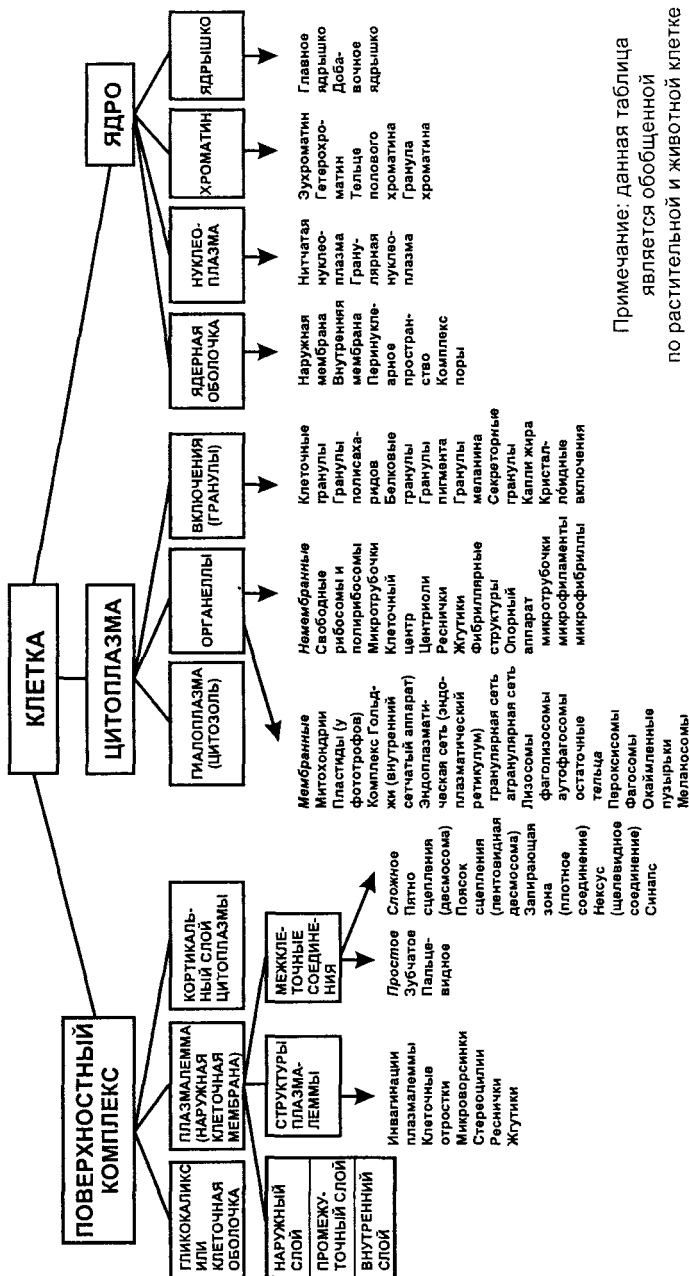 КЛЕТКА
ПОВЕРХНОСТНЫЙ
КОМПЛЕКС
ЦИТОПЛАЗМА
ЯДРО
ГЛИКОКАЛИКС
ИЛИ
КЛЕТОЧНАЯ
ОБОЛОЧКА
ПЛАЗМАЛЕММА
(НАРУЖНАЯ
КЛЕТОЧНАЯ
МЕМБРАНА)
КОРТИКАЛЬ-
НЫЙ СЛОЙ
ЦИТОПЛАЗМЫ
ГИАЛОПЛАЗМА
(ЦИТОЗОЛЬ)
ОРГАНЕЛЛЫ
ВКЛЮЧЕНИЯ
(ГРАНУЛЫ)
ЯДЕРНАЯ
ОБОЛОЧКА
НУКЛЕО-
ПЛАЗМА
ХРОМАТИН
ЯДРЫШКО
НАРУЖНЫЙ
СЛОЙ
ПРОМЕЖУ-
ТОЧНЫЙ СЛОЙ
ВНУТРЕННИЙ
СЛОЙ
СТРУКТУРЫ
ПЛАЗМА-
ЛЕММЫ
МЕЖКЛЕ-
ТОЧНЫЕ
СОЕДИНЕ-
НИЯ
Инвагинации
плазмалеммы
Клеточные
отростки
Микроворсинки
Стереоцилии
Реснички
Жгутики
Простое
Зубчатое
Пальце-
видное
Сложное
Пятно
сцепления
(десмосома)
Поясок
сцепления
(лентовидная
десмосома)
Запирающая
зона
(плотное
соединение)
Нексус
(щелевидное
соединение)
Синапс
Мембранные
Митохондрии
Пластиды (у
фототрофов)
Комплекс Гольд-
жи (внутренний
сетчатый аппарат)
Эндоплазмати-
ческая сеть (эндо-
плазматический
ретикулум)
гранулярная сеть
агранулярная сеть
Лизосомы
фаголизосомы
аутофагосомы
остаточные
тельца
Пероксисомы
Фагосомы
Окаймленные
пузырьки
Меланосомы
Немембранные
Свободные
рибосомы и
полирибосомы
Микротрубочки
Клеточный
центр
Центриоли
Реснички
Жгутики
Фибриллярные
структуры
Опорный
аппарат
микротрубочки
микрофиламенты
микрофибриллы
Клеточные
гранулы
Гранулы
полисаха-
ридов
Белковые
гранулы
Гранулы
пигмента
Гранулы
меланина
Секреторные
гранулы
Капли жира
Кристал-
лоидные
включения
Наружная
мембрана
Внутренняя
мембрана
Перинукле-
арное
простран-
ство
Комплекс
поры
Нитчатая
нуклео-
плазма
Грану-
лярная
нуклео-
плазма
Эухроматин
Гетерохро-
матин
Тельце
полового
хроматина
Гранула
хроматина
Главное
ядрышко
Доба-
вочное
ядрышко
Примечание: данная таблица
является обобщенной
по растительной и животной клетке